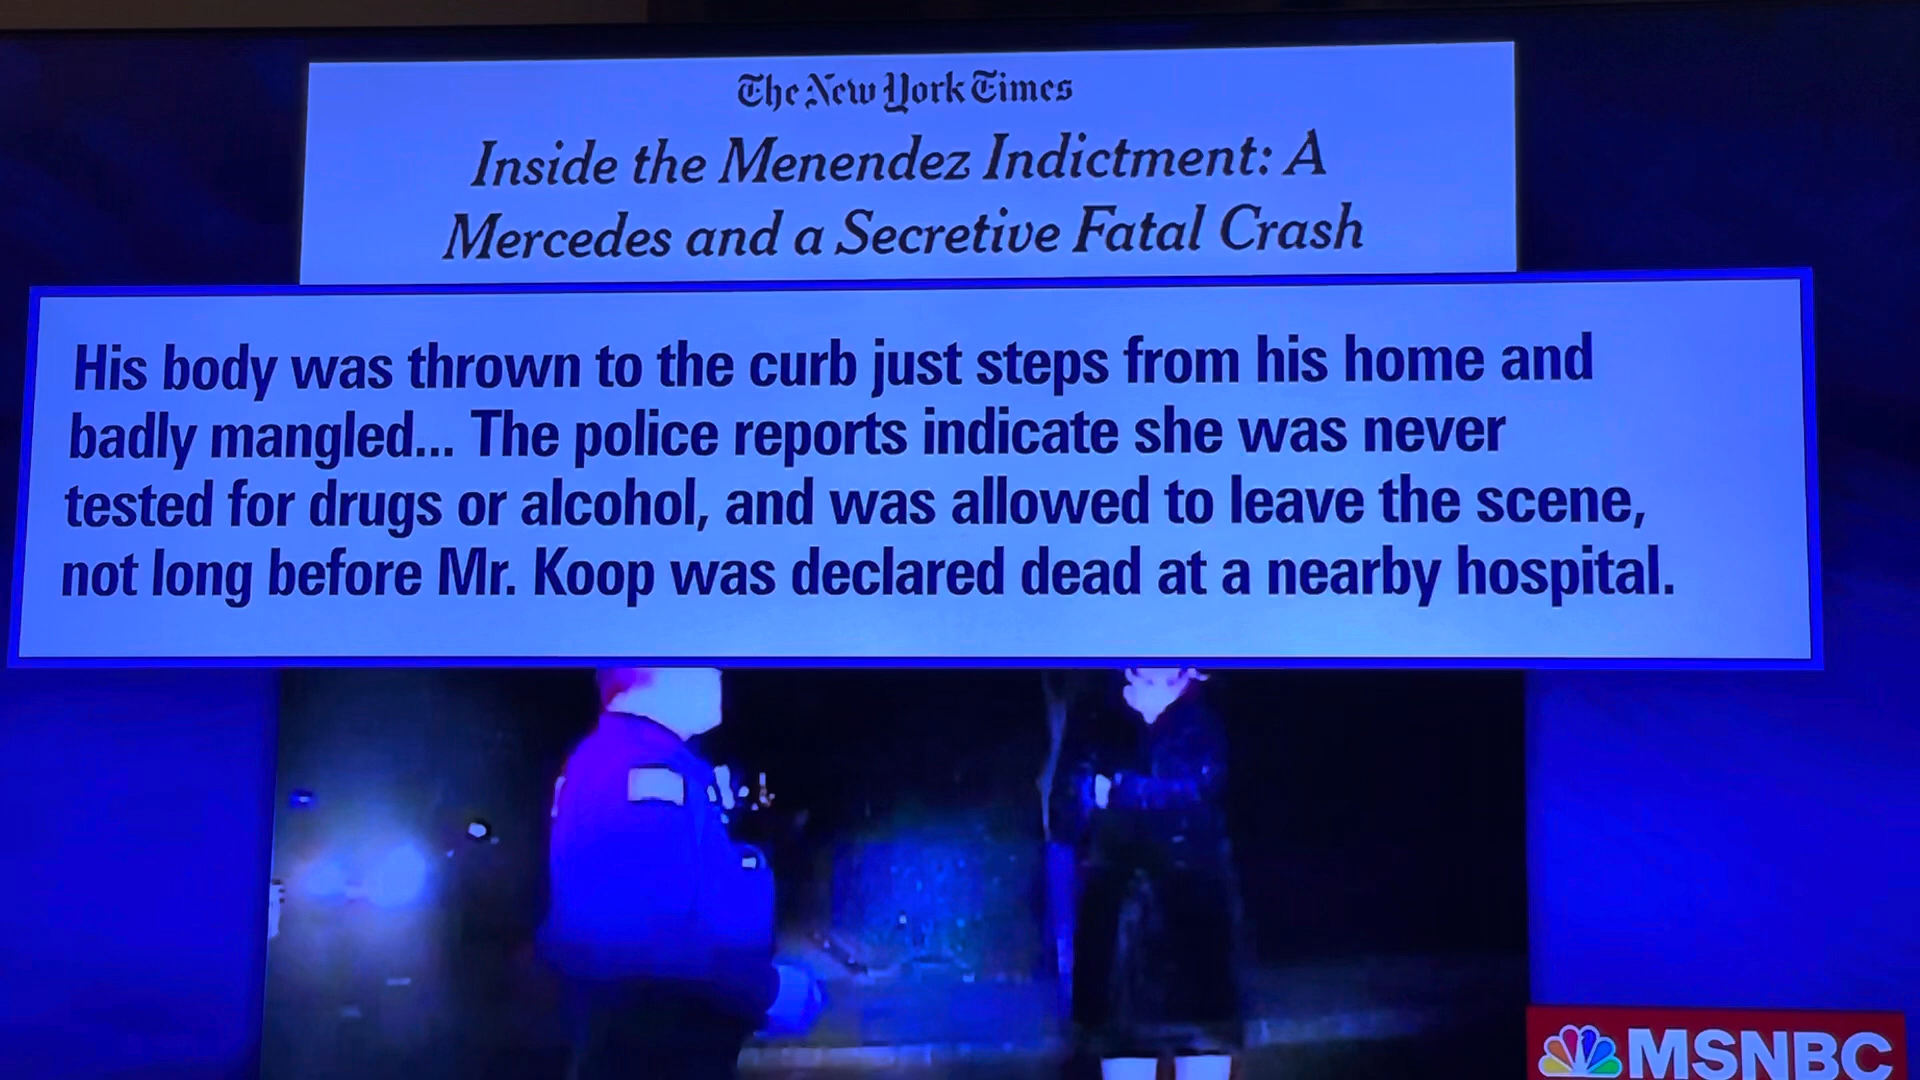 The New York Times
Inside the Menendez Indictment: A
Mercedes and a Secretive Fatal Crash
His body was thrown to the curb just steps from his home and
badly mangled... The police reports indicate she was never
tested for drugs or alcohol, and was allowed to leave the scene,
not long before Mr. Koop was declared dead at a nearby hospital.
MSNBC